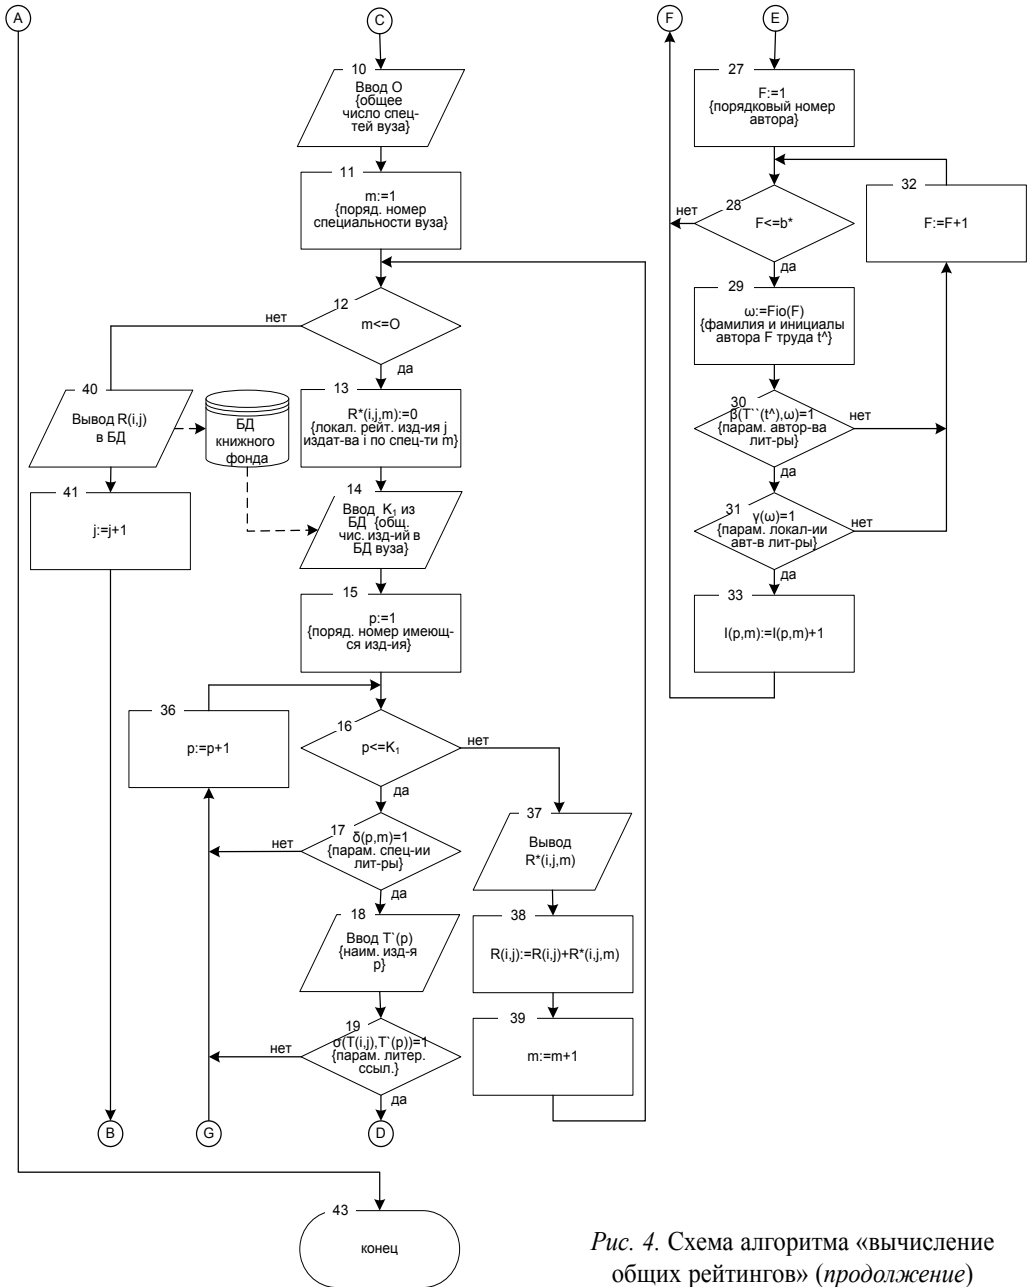 A
C
10
Ввод O
{общее
число спец-
тей вуза}
11
m:=1
{поряд. номер
специальности вуза}
12
m<=O
нет
да
40
Вывод R(i,j)
в БД
БД
книжного
фонда
13
R*(i,j,m):=0
{локал. рейт. изд-ия j
издат-ва i по спец-ти m}
41
j:=j+1
14
Ввод K₁ из
БД {общ.
чис. изд-ий в
БД вуза}
15
p:=1
{поряд. номер имеющ-
ся изд-ия}
36
p:=p+1
16
p<=K₁
нет
да
17
δ(p,m)=1
{парам. спец-ии
лит-ры}
нет
да
37
Вывод
R*(i,j,m)
18
Ввод T`(p)
{наим. изд-я
p}
38
R(i,j):=R(i,j)+R*(i,j,m)
19
σ(T(i,j),T`(p))=1
{парам. литер.
ссыл.}
нет
да
39
m:=m+1
B
G
D
43
конец
F
E
27
F:=1
{порядковый номер
автора}
28
F<=b*
нет
да
32
F:=F+1
29
ω:=Fio(F)
{фамилия и инициалы
автора F труда t^}
30
β(T``(t^),ω)=1
{парам. автор-ва
лит-ры}
нет
да
31
γ(ω)=1
{парам. локал-ии
авт-в лит-ры}
нет
да
33
I(p,m):=I(p,m)+1
Рис. 4. Схема алгоритма «вычисление
общих рейтингов» (продолжение)